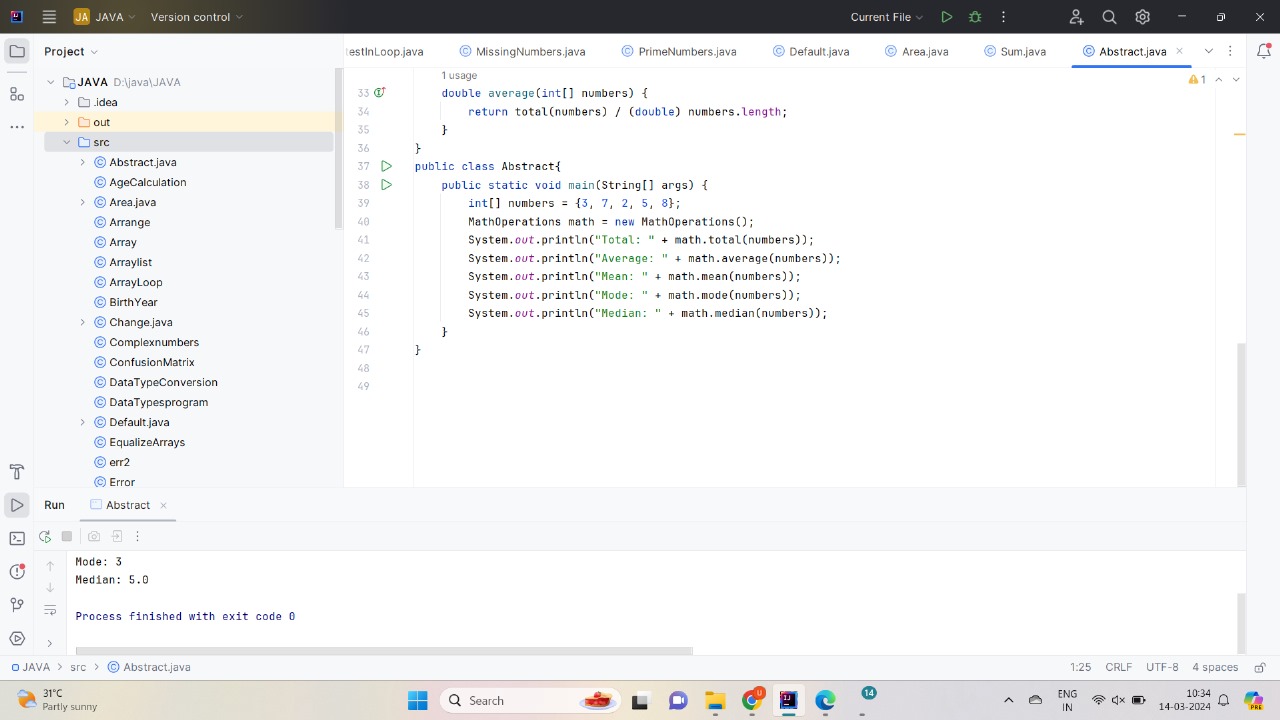 JA JAVA Version control Current File
Project
estInLoop.java MissingNumbers.java PrimeNumbers.java Default.java Area.java Sum.java Abstract.java
JAVA D:\java\JAVA
.idea
out
src
Abstract.java
AgeCalculation
Area.java
Arrange
Array
Arraylist
ArrayLoop
BirthYear
Change.java
Complexnumbers
ConfusionMatrix
DataTypeConversion
DataTypesprogram
Default.java
EqualizeArrays
err2
Error
1 usage
1
33 double average(int[] numbers) {
34 return total(numbers) / (double) numbers.length;
35 }
36 }
37 public class Abstract{
38 public static void main(String[] args) {
39 int[] numbers = {3, 7, 2, 5, 8};
40 MathOperations math = new MathOperations();
41 System.out.println("Total: " + math.total(numbers));
42 System.out.println("Average: " + math.average(numbers));
43 System.out.println("Mean: " + math.mean(numbers));
44 System.out.println("Mode: " + math.mode(numbers));
45 System.out.println("Median: " + math.median(numbers));
46 }
47 }
48
49
Run Abstract
Mode: 3
Median: 5.0
Process finished with exit code 0
JAVA > src > Abstract.java 1:25 CRLF UTF-8 4 spaces
31°C
Partly sunny
Search
14
ENG
IN
10:34
14-03-2024